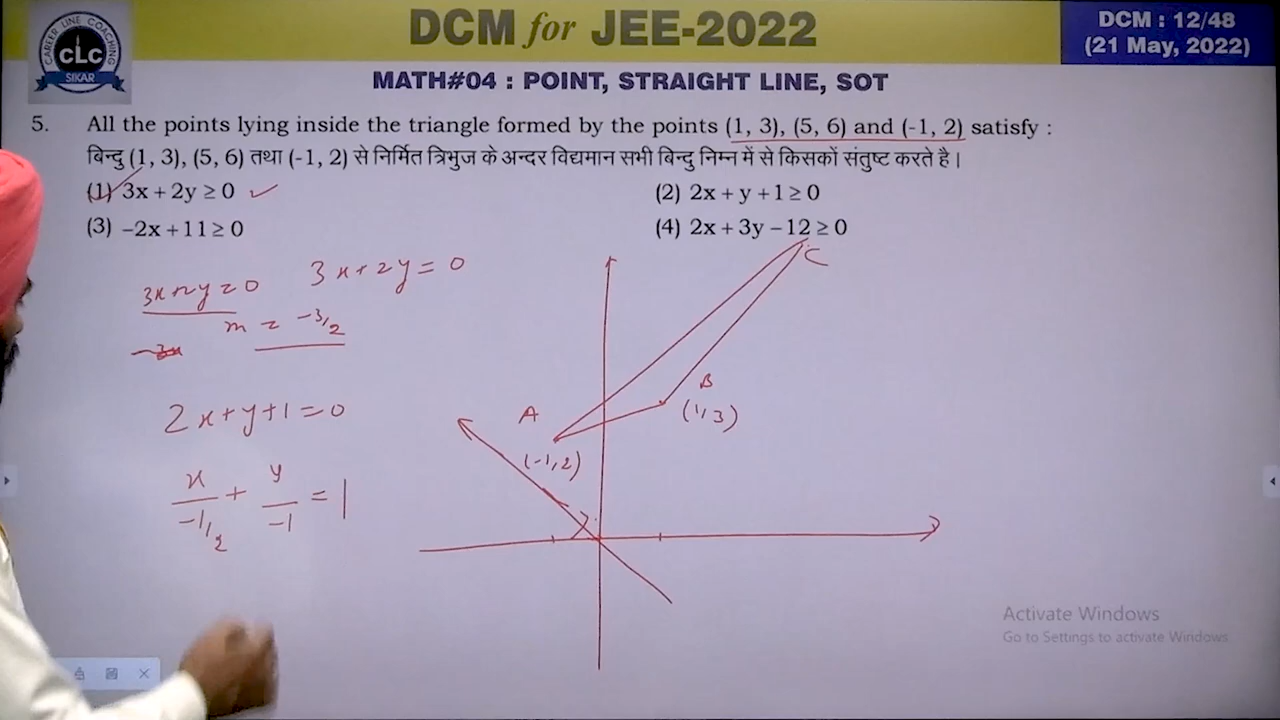 CAREER LINE COACHING
CLC
SIKAR
DCM for JEE-2022
DCM : 12/48
(21 May, 2022)
MATH#04 : POINT, STRAIGHT LINE, SOT
5. All the points lying inside the triangle formed by the points (1, 3), (5, 6) and (-1, 2) satisfy :
बिन्दु (1, 3), (5, 6) तथा (-1, 2) से निर्मित त्रिभुज के अन्दर विद्यमान सभी बिन्दु निम्न में से किसकों संतुष्ट करते है।
(1) 3x + 2y ≥ 0 ✓ (2) 2x + y + 1 ≥ 0
(3) –2x + 11 ≥ 0 (4) 2x + 3y – 12 ≥ 0
3x+2y=0 3x+2y=0
m = -3/2
2x+y+1=0
x/-1/2 + y/-1 = 1
C
B
(1,3)
A
(-1,2)
Activate Windows
Go to Settings to activate Windows.